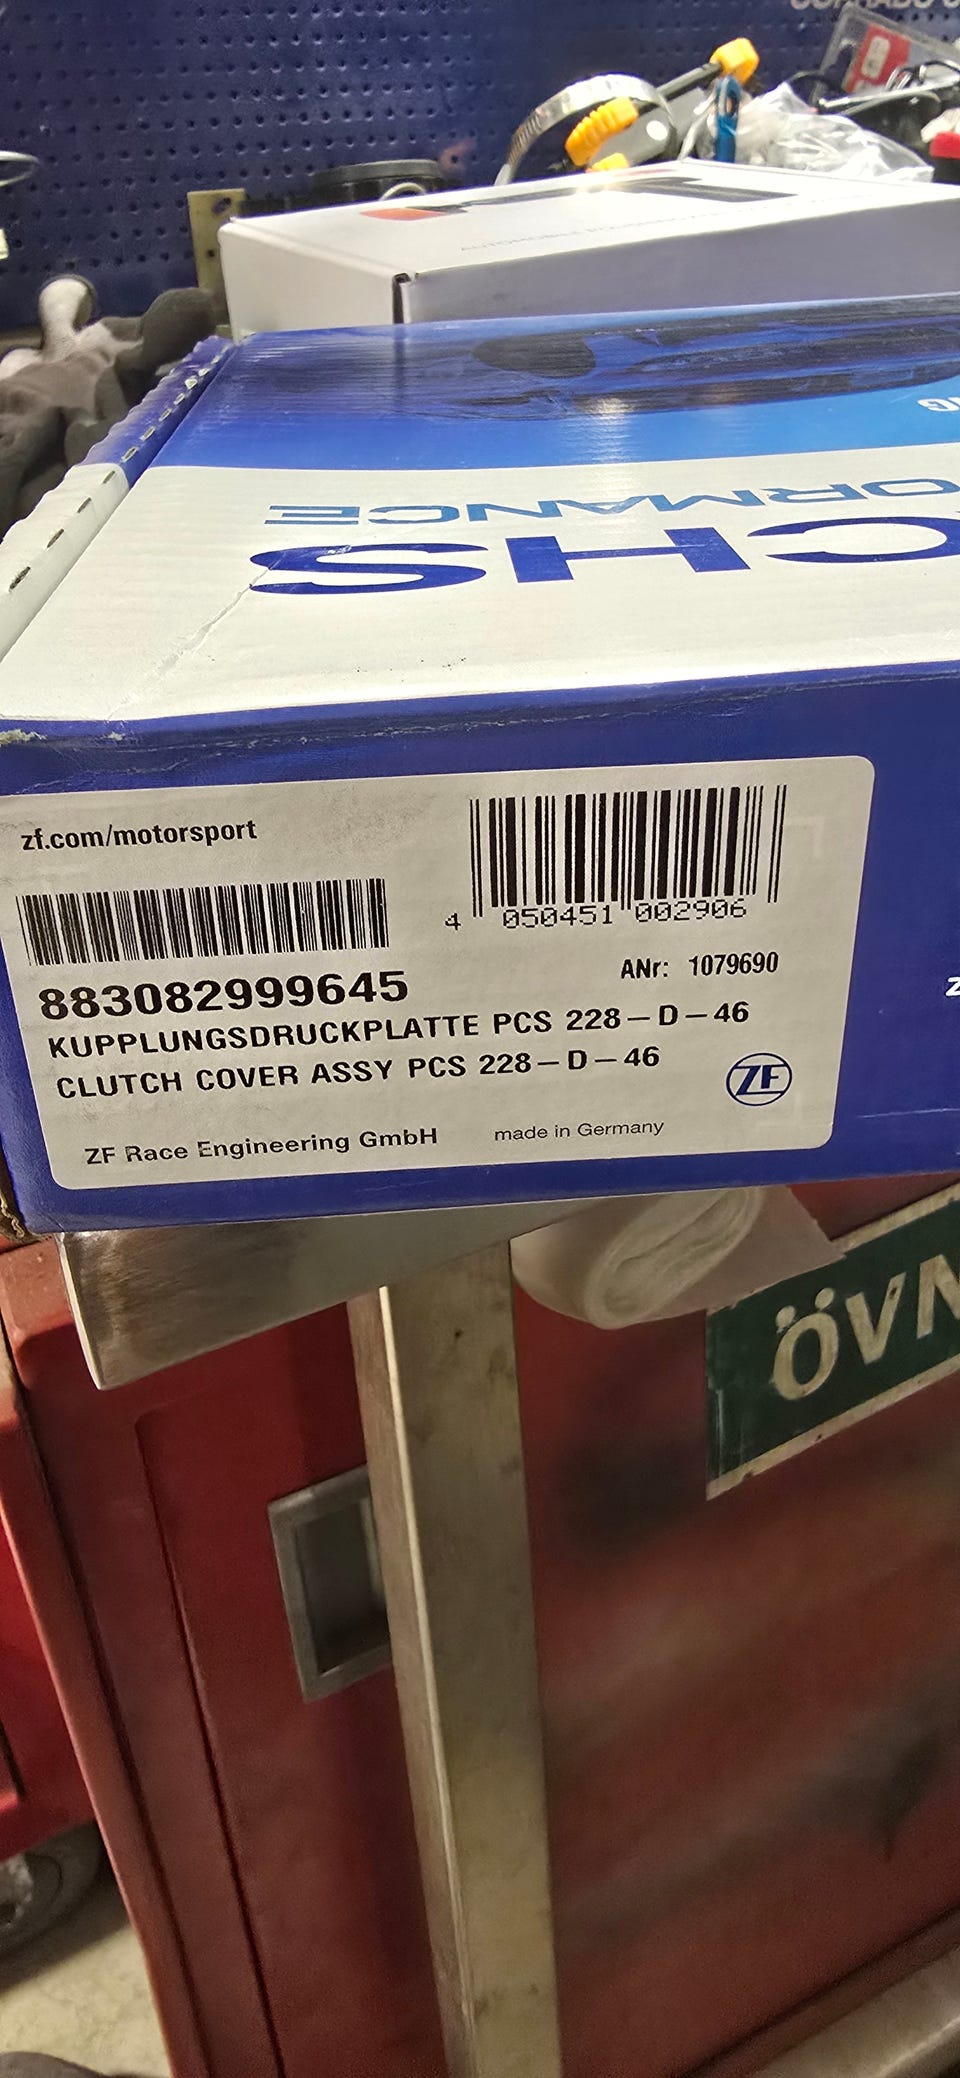 CHS
ORMANCE
zf.com/motorsport
4 050451 002906
883082999645
ANr: 1079690
KUPPLUNGSDRUCKPLATTE PCS 228-D-46
CLUTCH COVER ASSY PCS 228-D-46
ZF
ZF Race Engineering GmbH
made in Germany
ÖVN